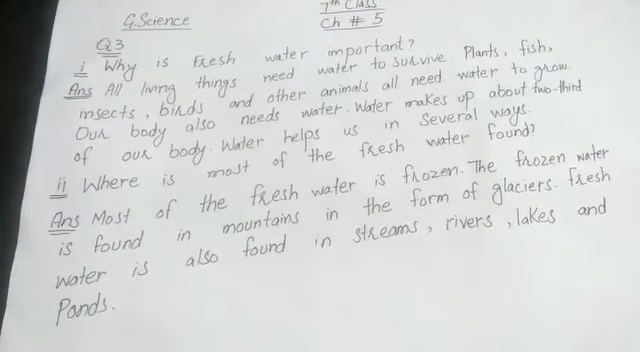 G.Science
7th Class
Ch # 5
Q3
i Why is fresh water important?
Ans All living things need water to survive. Plants, fish,
insects, birds and other animals all need water to grow.
Our body also needs water. Water makes up about two-third
of our body. Water helps us in several ways.
ii Where is most of the fresh water found?
Ans Most of the fresh water is frozen. The frozen water
is found in mountains in the form of glaciers. fresh
water is also found in streams, rivers, lakes and
Ponds.